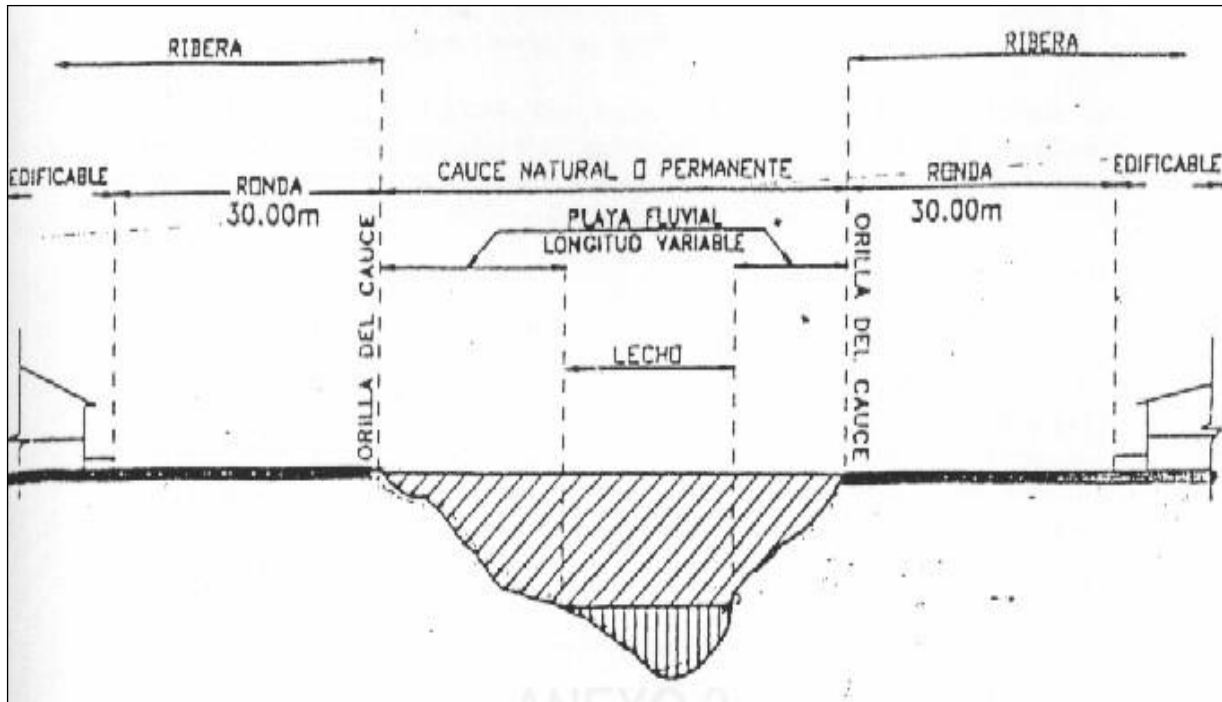 RIBERA
RIBERA
EDIFICABLE
RONDA
30.00m
CAUCE NATURAL O PERMANENTE
RONDA
30.00m
EDIFICABLE
PLAYA FLUVIAL
LONGITUD VARIABLE
ORILLA DEL CAUCE
ORILLA DEL CAUCE
LECHO
ANEXO